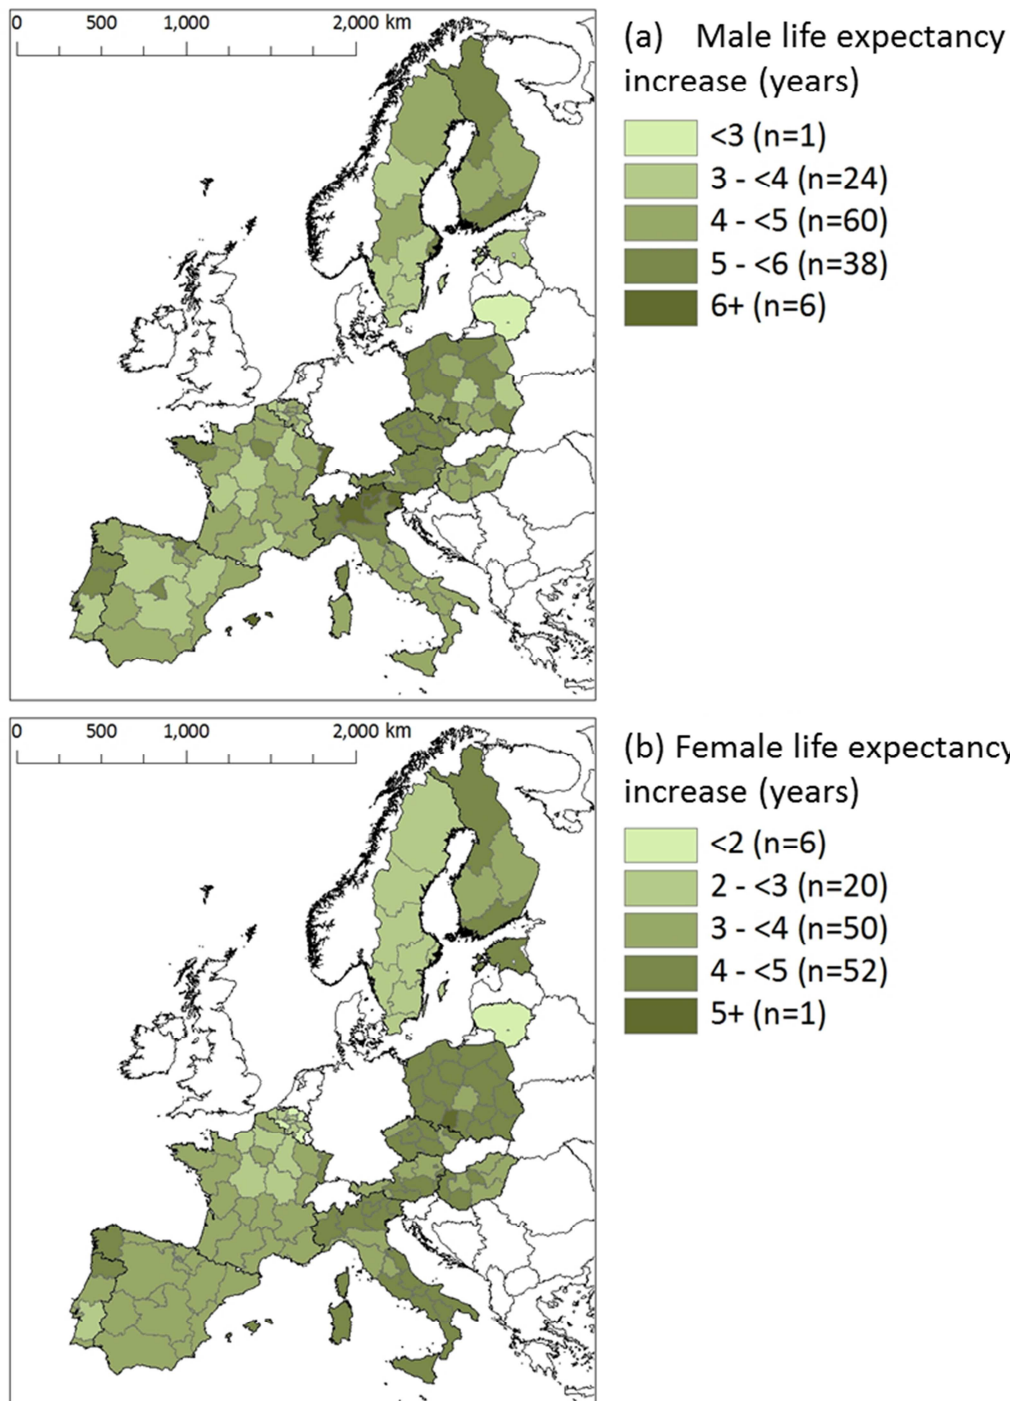 0 500 1,000 2,000 km
(a) Male life expectancy
increase (years)
<3 (n=1)
3 - <4 (n=24)
4 - <5 (n=60)
5 - <6 (n=38)
6+ (n=6)
0 500 1,000 2,000 km
(b) Female life expectancy
increase (years)
<2 (n=6)
2 - <3 (n=20)
3 - <4 (n=50)
4 - <5 (n=52)
5+ (n=1)